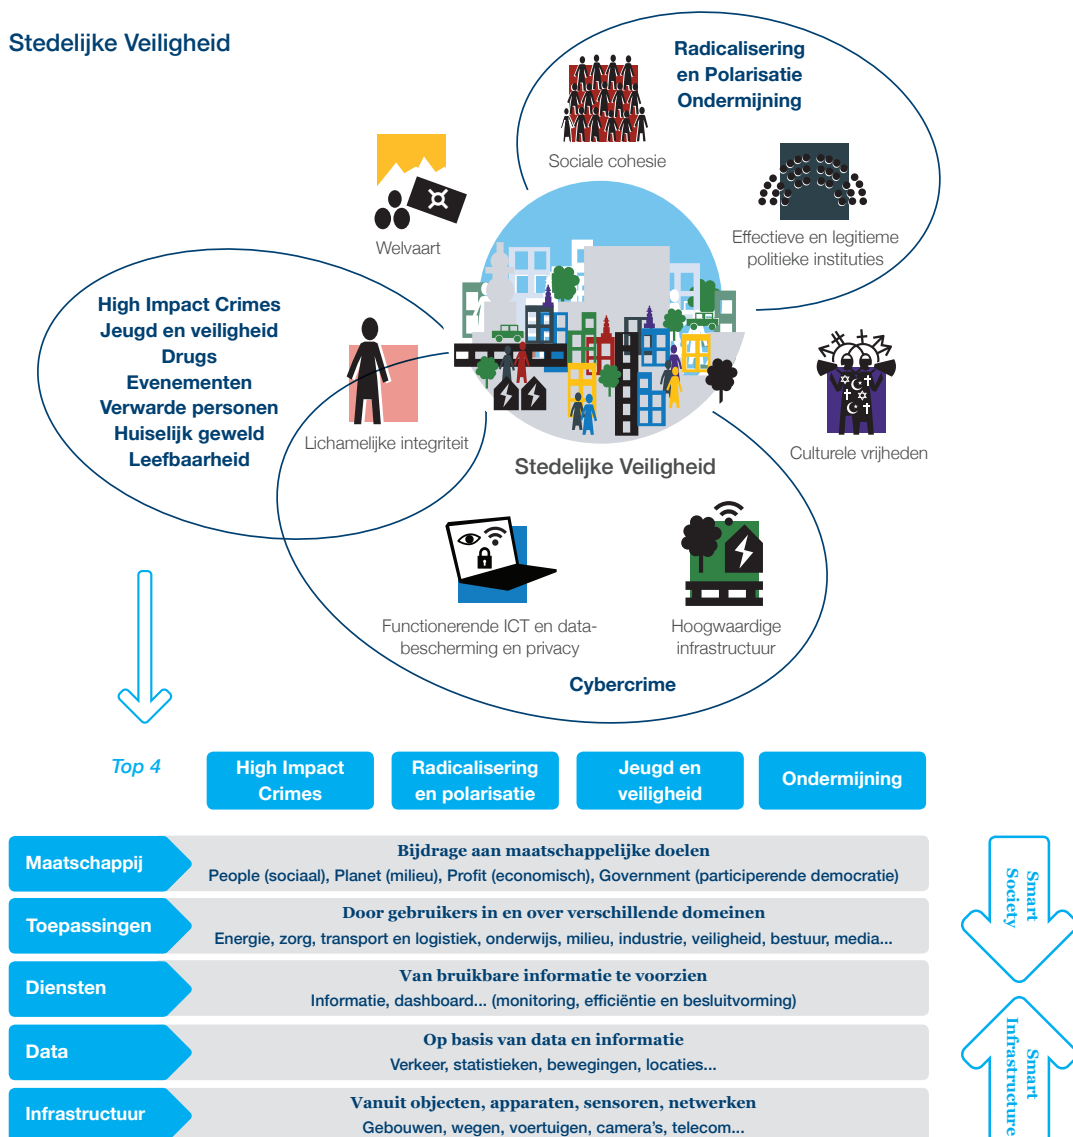 Stedelijke Veiligheid
Radicalisering
en Polarisatie
Ondermijning
Sociale cohesie
Welvaart
Effectieve en legitieme
politieke instituties
High Impact Crimes
Jeugd en veiligheid
Drugs
Evenementen
Verwarde personen
Huiselijk geweld
Leefbaarheid
Lichamelijke integriteit
Culturele vrijheden
Stedelijke Veiligheid
Functionerende ICT en data-
bescherming en privacy
Hoogwaardige
infrastructuur
Cybercrime
Top 4
High Impact
Crimes
Radicalisering
en polarisatie
Jeugd en
veiligheid
Ondermijning
Maatschappij
Bijdrage aan maatschappelijke doelen
People (sociaal), Planet (milieu), Profit (economisch), Government (participerende democratie)
Toepassingen
Door gebruikers in en over verschillende domeinen
Energie, zorg, transport en logistiek, onderwijs, milieu, industrie, veiligheid, bestuur, media...
Diensten
Van bruikbare informatie te voorzien
Informatie, dashboard... (monitoring, efficiëntie en besluitvorming)
Data
Op basis van data en informatie
Verkeer, statistieken, bewegingen, locaties...
Infrastructuur
Vanuit objecten, apparaten, sensoren, netwerken
Gebouwen, wegen, voertuigen, camera's, telecom...
Smart
Society
Smart
Infrastructure